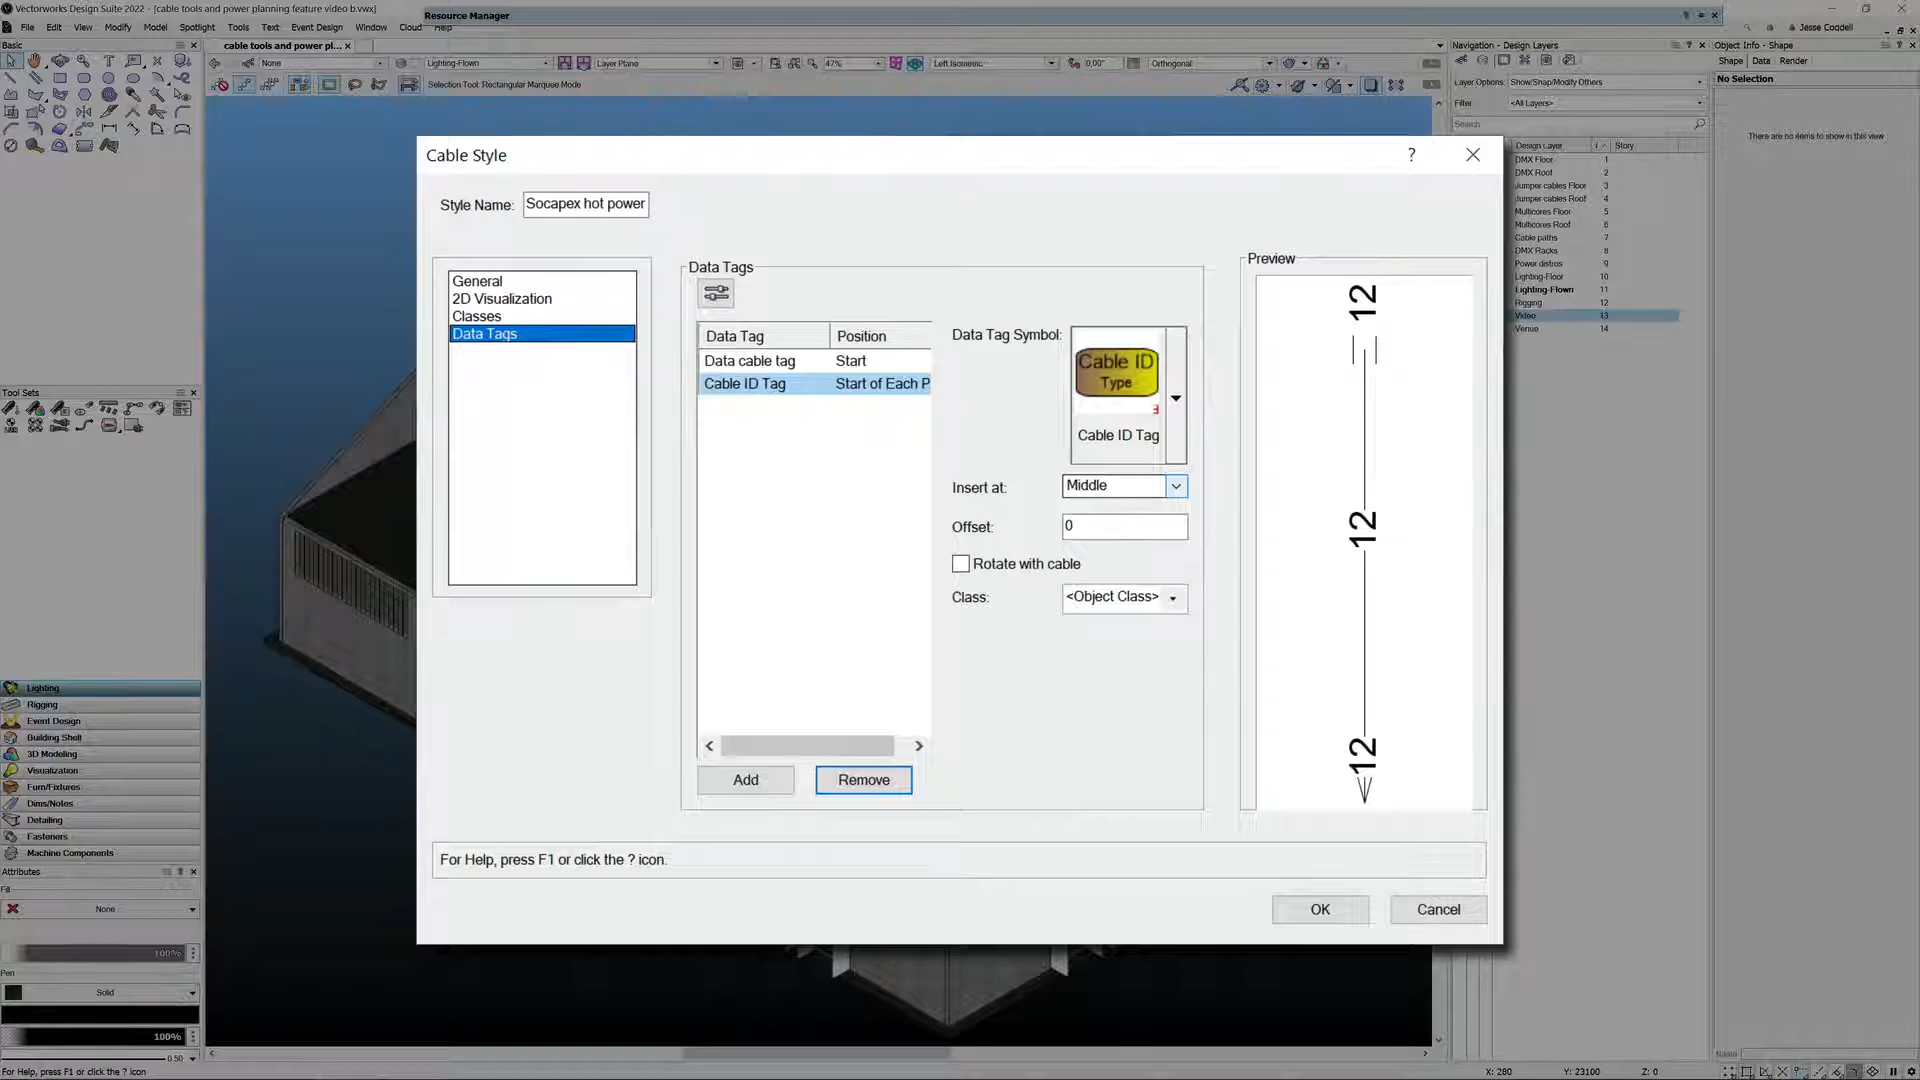 Vectorworks Design Suite 2022 - [cable tools and power planning feature video b.vwx]
File Edit View Modify Model Spotlight Tools Text Event Design Window Cloud Help
Resource Manager
Jesse Coddell
Basic
cable tools and power pl...
None
Lighting-Flown
Layer Plane
47%
Left Isometric
0,00°
Orthogonal
Selection Tool: Rectangular Marquee Mode
Navigation - Design Layers
Layer Options: Show/Snap/Modify Others
Filter <All Layers>
Search
Design Layer Story
DMX Floor 1
DMX Roof 2
Jumper cables Floor 3
Jumper cables Roof 4
Multicores Floor 5
Multicores Roof 6
Cable paths 7
DMX Racks 8
Power distros 9
Lighting-Floor 10
Lighting-Flown 11
Rigging 12
Video 13
Venue 14
Object Info - Shape
Shape Data Render
No Selection
There are no items to show in this view
Cable Style
?
Style Name: Socapex hot power
General
2D Visualization
Classes
Data Tags
Data Tags
Data Tag Position
Data cable tag Start
Cable ID Tag Start of Each P
Add Remove
Data Tag Symbol:
Cable ID
Type
3
Cable ID Tag
Insert at: Middle
Offset: 0
Rotate with cable
Class: <Object Class>
Preview
12
12
12
For Help, press F1 or click the ? icon.
OK Cancel
Tool Sets
Lighting
Rigging
Event Design
Building Shell
3D Modeling
Visualization
Furn/Fixtures
Dims/Notes
Detailing
Fasteners
Machine Components
Attributes
Fill
None
100%
Pen
Solid
100%
0.50
For Help, press F1 or click the ? icon
Name
X: 280 Y: 23100 Z: 0